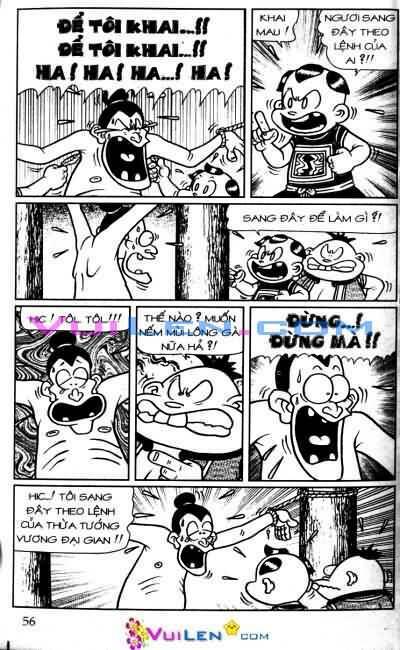 ĐỂ TÔI KHAI...!!
ĐỂ TÔI KHAI...!!
HA! HA! HA...! HA!
KHAI
MAU!
NGƯƠI SANG
ĐÂY THEO
LỆNH CỦA
AI?!!
SANG ĐÂY ĐỂ LÀM GÌ?!
HIC! TÔI, TÔI!!!
THẾ NÀO? MUỐN
NẾM MÙI LÔNG GÀ
NỮA HẢ?!
ĐỪNG...!
ĐỪNG MÀ!!
VUILEN.COM
HIC...! TÔI SANG
ĐÂY THEO LỆNH
CỦA THỪA TƯỚNG
VƯƠNG ĐẠI GIAN!!
56
VUILEN.COM